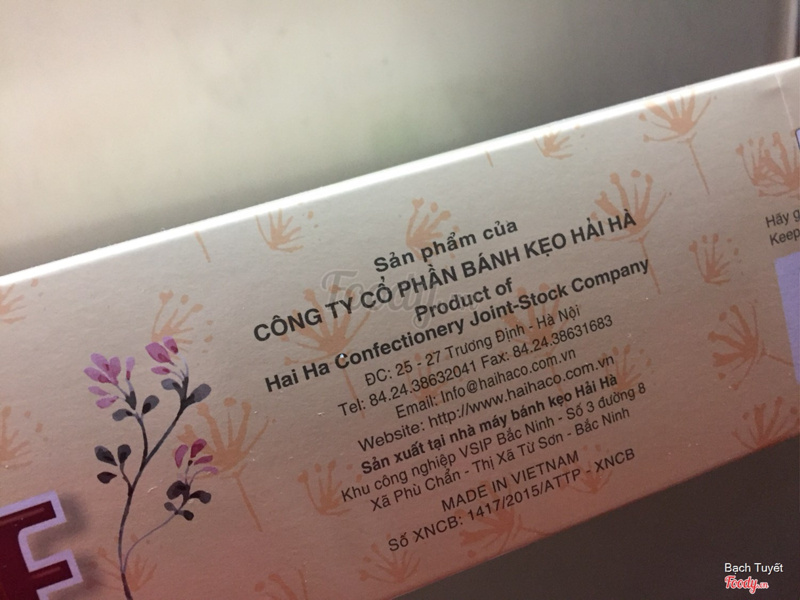 Sản phẩm của
CÔNG TY CỔ PHẦN BÁNH KẸO HẢI HÀ
Product of
Hai Ha Confectionery Joint-Stock Company
ĐC: 25 - 27 Trương Định - Hà Nội
Tel: 84.24.38632041 Fax: 84.24.38631683
Email: Info@haihaco.com.vn
Website: http://www.haihaco.com.vn
Sản xuất tại nhà máy bánh kẹo Hải Hà
Khu công nghiệp VSIP Bắc Ninh - Số 3 đường 8
Xã Phù Chẩn - Thị Xã Từ Sơn - Bắc Ninh
MADE IN VIETNAM
Số XNCB: 1417/2015/ATTP - XNCB
Hãy
Keep
Foody
Bạch Tuyết
Foody.vn